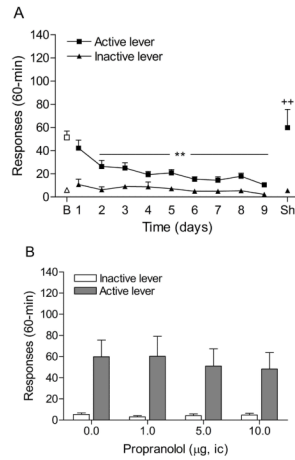 A
Active lever
Inactive lever
Responses (60-min)
140
120
100
80
60
40
20
0
**
++
B 1 2 3 4 5 6 7 8 9 Sh
Time (days)
B
Inactive lever
Active lever
Responses (60-min)
140
120
100
80
60
40
20
0
0.0 1.0 5.0 10.0
Propranolol (μg, ic)